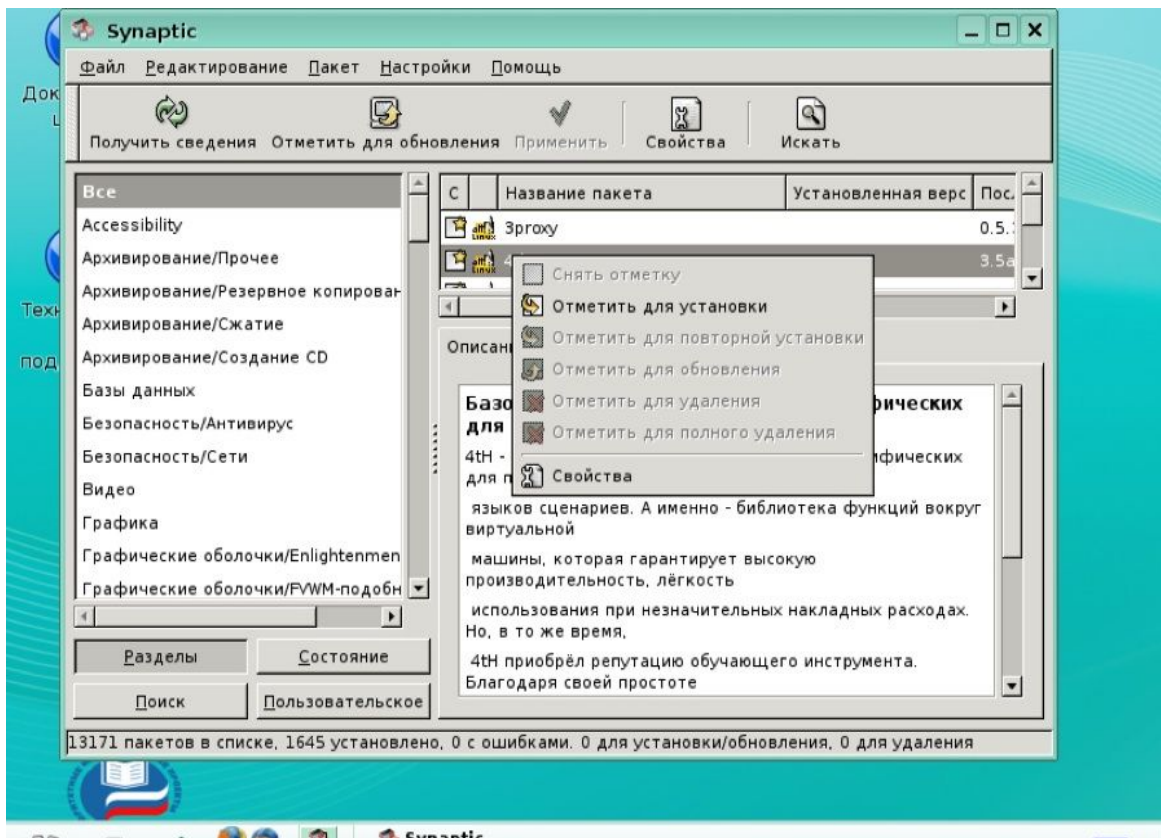 Synaptic
Файл Редактирование Пакет Настройки Помощь
Получить сведения Отметить для обновления Применить Свойства Искать
Все
Accessibility
Архивирование/Прочее
Архивирование/Резервное копирован
Архивирование/Сжатие
Архивирование/Создание CD
Базы данных
Безопасность/Антивирус
Безопасность/Сети
Видео
Графика
Графические оболочки/Enlightenmen
Графические оболочки/FVWM-подобн
Разделы Состояние
Поиск Пользовательское
С Название пакета Установленная верс Пос.
3proxy 0.5.
3.5a
Снять отметку
Отметить для установки
Отметить для повторной установки
Отметить для обновления
Отметить для удаления
Отметить для полного удаления
Свойства
Описан
Базо рических
для
4tH - ифических
для п
языков сценариев. А именно - библиотека функций вокруг
виртуальной
машины, которая гарантирует высокую
производительность, лёгкость
использования при незначительных накладных расходах.
Но, в то же время,
4tH приобрёл репутацию обучающего инструмента.
Благодаря своей простоте
13171 пакетов в списке, 1645 установлено, 0 с ошибками. 0 для установки/обновления, 0 для удаления
Док
Техн
под
Synaptic